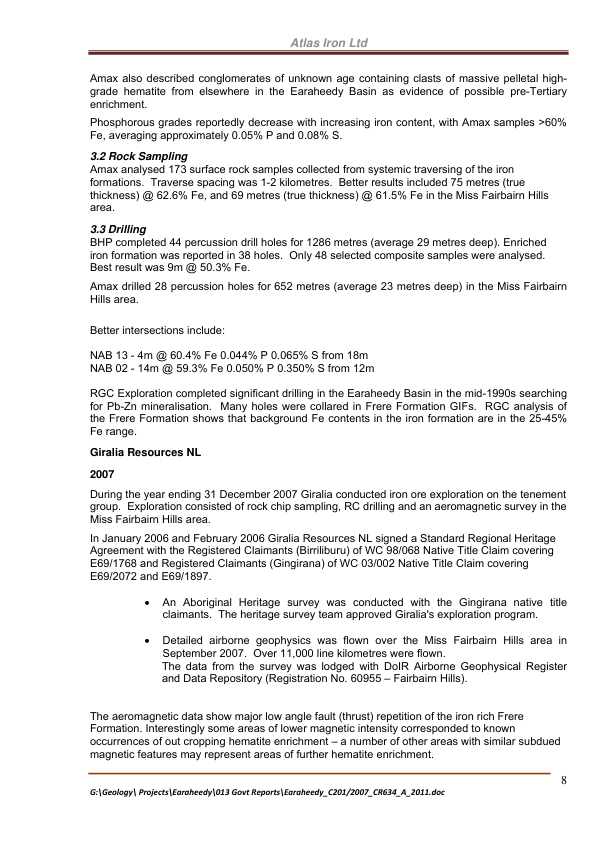 Atlas Iron Ltd
Amax also described conglomerates of unknown age containing clasts of massive pelletal high-
grade hematite from elsewhere in the Earaheedy Basin as evidence of possible pre-Tertiary
enrichment.
Phosphorous grades reportedly decrease with increasing iron content, with Amax samples >60%
Fe, averaging approximately 0.05% P and 0.08% S.
3.2 Rock Sampling
Amax analysed 173 surface rock samples collected from systemic traversing of the iron
formations.  Traverse spacing was 1-2 kilometres.  Better results included 75 metres (true
thickness) @ 62.6% Fe, and 69 metres (true thickness) @ 61.5% Fe in the Miss Fairbairn Hills
area.
3.3 Drilling
BHP completed 44 percussion drill holes for 1286 metres (average 29 metres deep). Enriched
iron formation was reported in 38 holes.  Only 48 selected composite samples were analysed.
Best result was 9m @ 50.3% Fe.
Amax drilled 28 percussion holes for 652 metres (average 23 metres deep) in the Miss Fairbairn
Hills area.
Better intersections include:
NAB 13 - 4m @ 60.4% Fe 0.044% P 0.065% S from 18m
NAB 02 - 14m @ 59.3% Fe 0.050% P 0.350% S from 12m
RGC Exploration completed significant drilling in the Earaheedy Basin in the mid-1990s searching
for Pb-Zn mineralisation.  Many holes were collared in Frere Formation GIFs.  RGC analysis of
the Frere Formation shows that background Fe contents in the iron formation are in the 25-45%
Fe range.
Giralia Resources NL
2007
During the year ending 31 December 2007 Giralia conducted iron ore exploration on the tenement
group.  Exploration consisted of rock chip sampling, RC drilling and an aeromagnetic survey in the
Miss Fairbairn Hills area.
In January 2006 and February 2006 Giralia Resources NL signed a Standard Regional Heritage
Agreement with the Registered Claimants (Birriliburu) of WC 98/068 Native Title Claim covering
E69/1768 and Registered Claimants (Gingirana) of WC 03/002 Native Title Claim covering
E69/2072 and E69/1897.
• An Aboriginal Heritage survey was conducted with the Gingirana native title
claimants.  The heritage survey team approved Giralia's exploration program.
• Detailed airborne geophysics was flown over the Miss Fairbairn Hills area in
September 2007.  Over 11,000 line kilometres were flown.
The data from the survey was lodged with DoIR Airborne Geophysical Register
and Data Repository (Registration No. 60955 – Fairbairn Hills).
The aeromagnetic data show major low angle fault (thrust) repetition of the iron rich Frere
Formation. Interestingly some areas of lower magnetic intensity corresponded to known
occurrences of out cropping hematite enrichment – a number of other areas with similar subdued
magnetic features may represent areas of further hematite enrichment.
8
G:\Geology\ Projects\Earaheedy\013 Govt Reports\Earaheedy_C201/2007_CR634_A_2011.doc